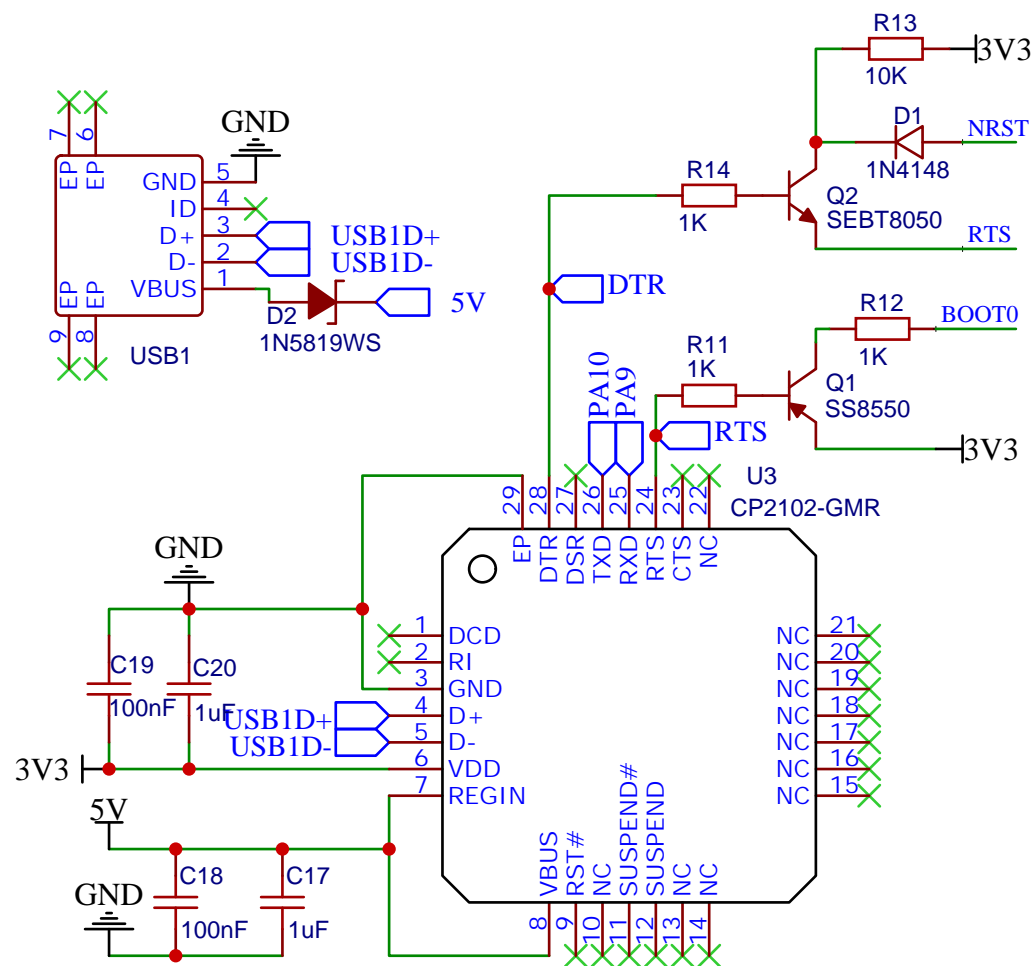 R13
3V3
10K
D1
NRST
1N4148
R14
1K
Q2
SEBT8050
RTS
GND
7
6
EP
EP
GND
5
ID
4
D+
3
USB1D+
D-
2
USB1D-
VBUS
1
5V
EP
EP
D2
1N5819WS
9
8
USB1
DTR
R12
BOOT0
1K
R11
1K
Q1
SS8550
3V3
PA10
PA9
RTS
U3
CP2102-GMR
29
28
27
26
25
24
23
22
EP
DTR
DSR
TXD
RXD
RTS
CTS
NC
GND
C19
100nF
C20
1uF
1
DCD
2
RI
3
GND
USB1D+
4
D+
USB1D-
5
D-
3V3
6
VDD
7
REGIN
NC
21
NC
20
NC
19
NC
18
NC
17
NC
16
NC
15
5V
GND
C18
100nF
C17
1uF
VBUS
RST#
NC
SUSPEND#
SUSPEND
NC
NC
8
9
10
11
12
13
14